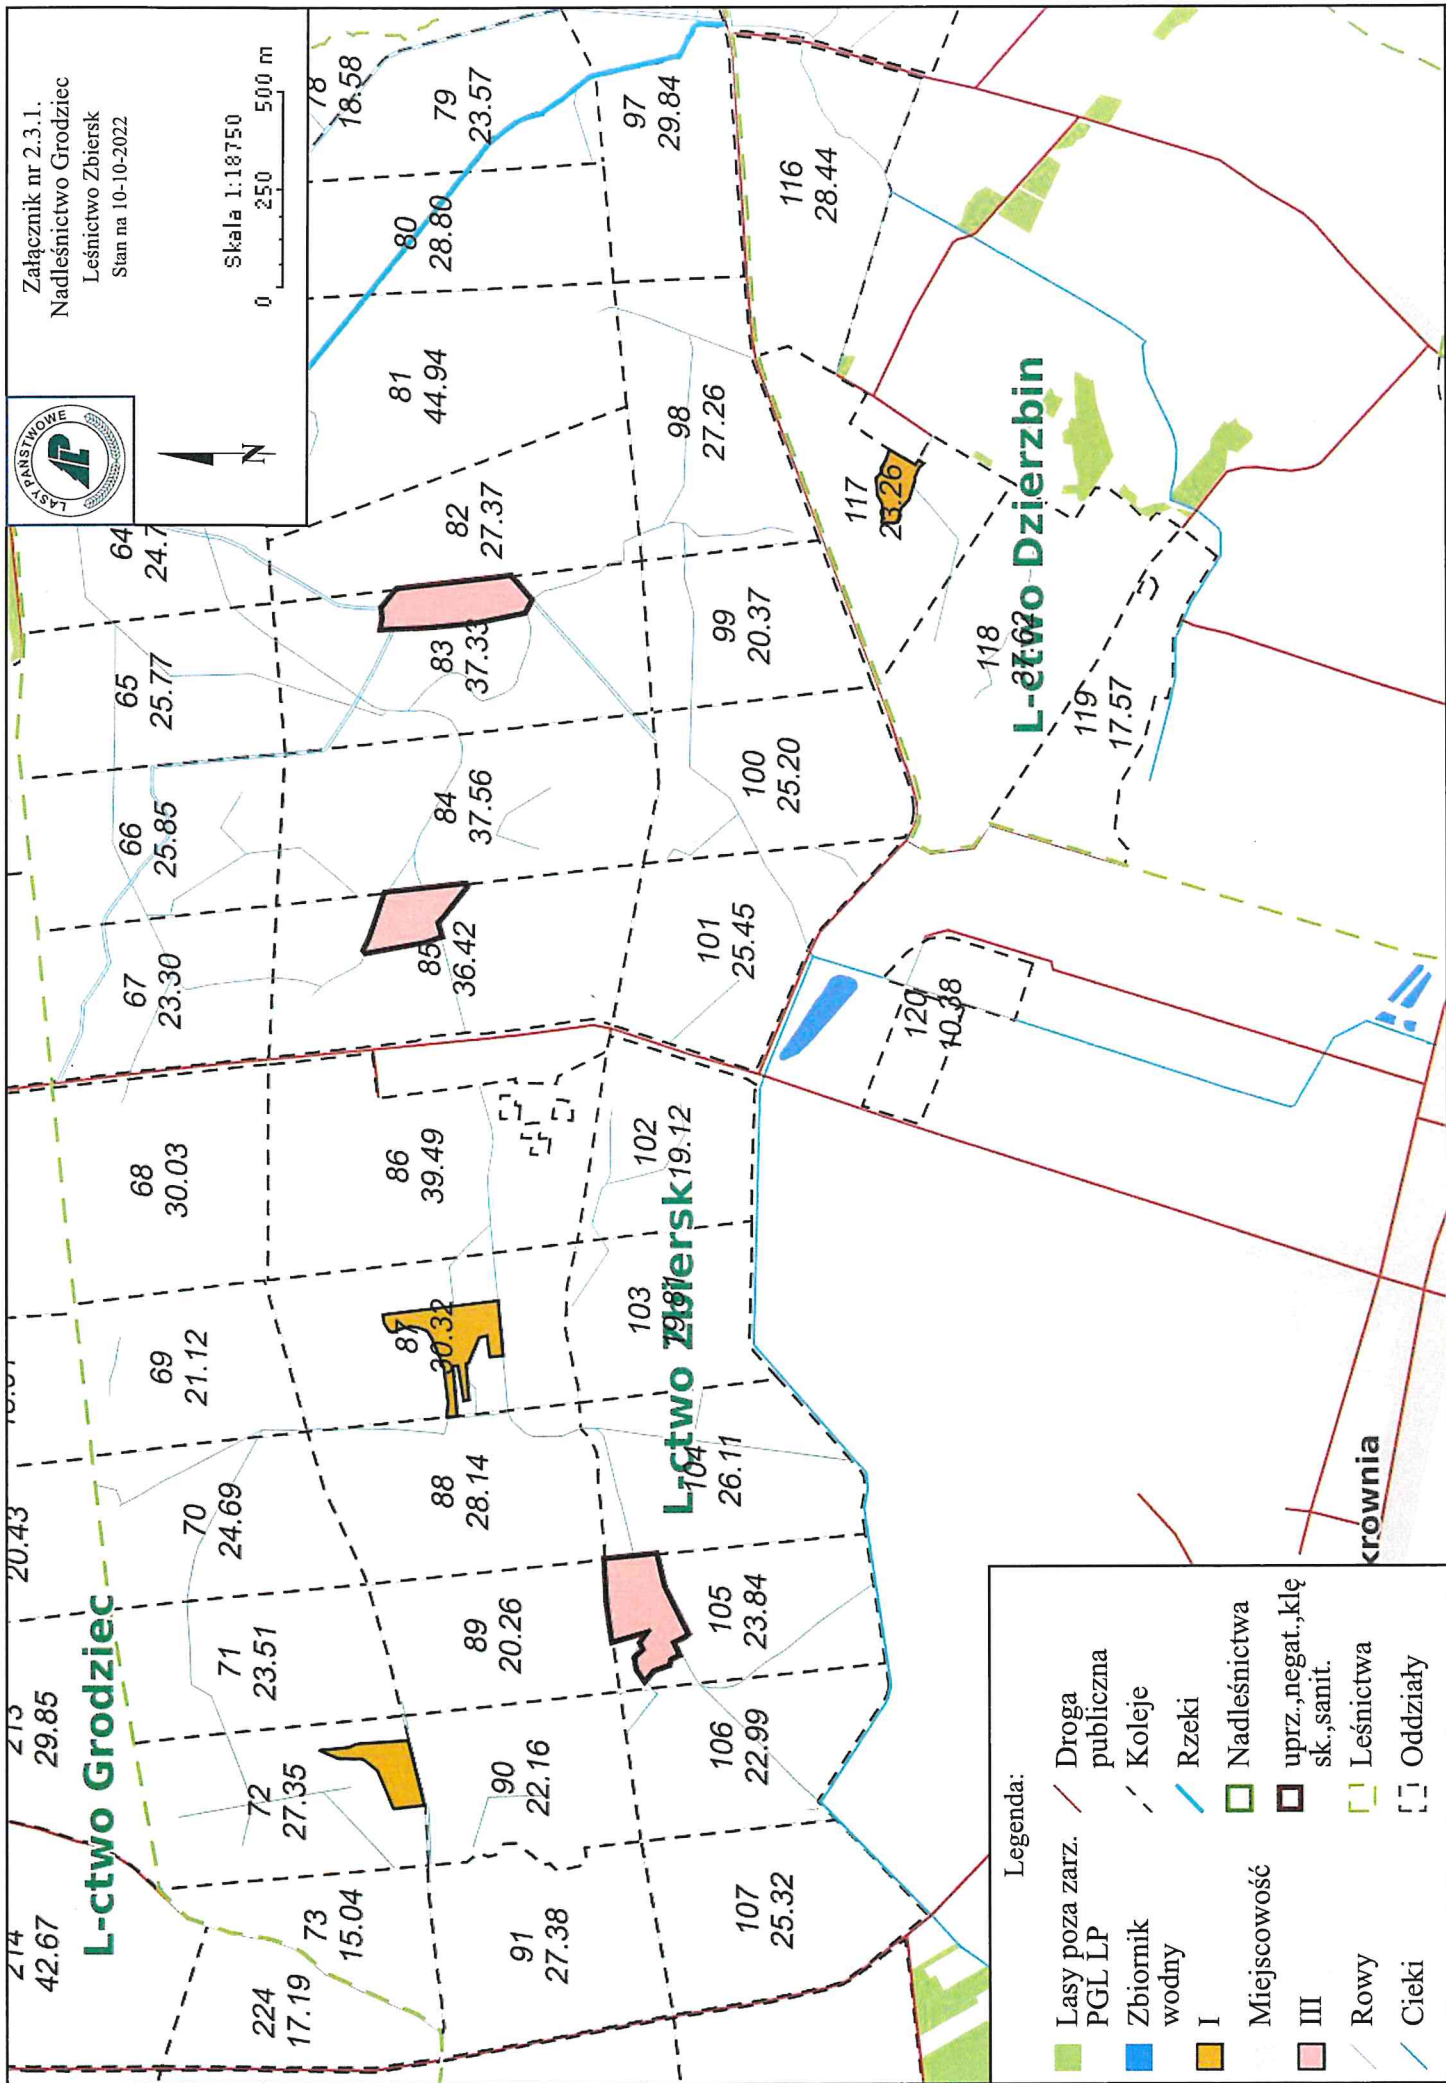 Załącznik nr 2.3.1.
Nadleśnictwo Grodziec
Leśnictwo Zbiersk
Stan na 10-10-2022
LASY PAŃSTWOWE
LP
N
Skala 1:18750
0 250 500 m
214
42.67
213
29.85
20.43
L-ctwo Grodziec
224
17.19
73
15.04
72
27.35
71
23.51
70
24.69
69
21.12
68
30.03
67
23.30
66
25.85
65
25.77
64
24.7
78
18.58
79
23.57
80
28.80
81
44.94
82
27.37
83
37.33
84
37.56
85
36.42
86
39.49
87
30.32
88
28.14
89
20.26
90
22.16
91
27.38
107
25.32
106
22.99
105
23.84
104
26.11
L-ctwo Zbiersk
103
19.81
102
19.12
101
25.45
100
25.20
99
20.37
98
27.26
97
29.84
116
28.44
117
23.26
118
37.62
L-ctwo Dzierzbin
119
17.57
120
10.38
krownia
Legenda:
Lasy poza zarz.
PGL LP
Zbiornik
wodny
I
Miejscowość
III
Rowy
Cieki
Droga
publiczna
Koleje
Rzeki
Nadleśnictwa
uprz.,negat.,klę
sk.,sanit.
Leśnictwa
Oddziały